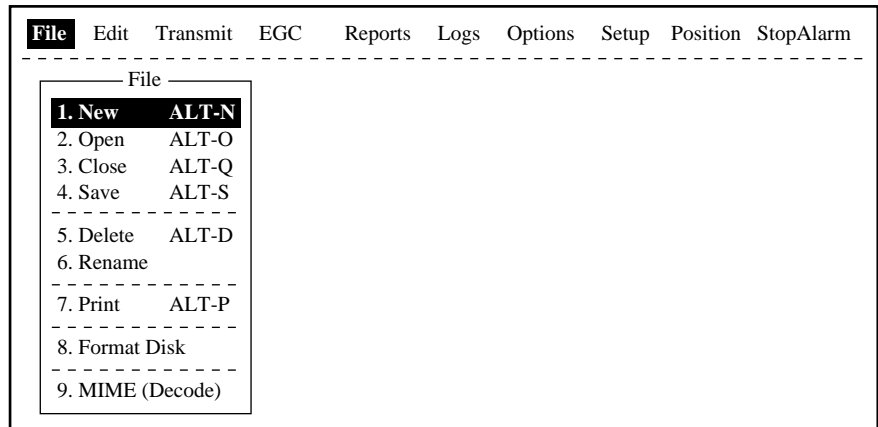 File Edit Transmit EGC Reports Logs Options Setup Position StopAlarm
File
1. New ALT-N
2. Open ALT-O
3. Close ALT-Q
4. Save ALT-S
5. Delete ALT-D
6. Rename
7. Print ALT-P
8. Format Disk
9. MIME (Decode)